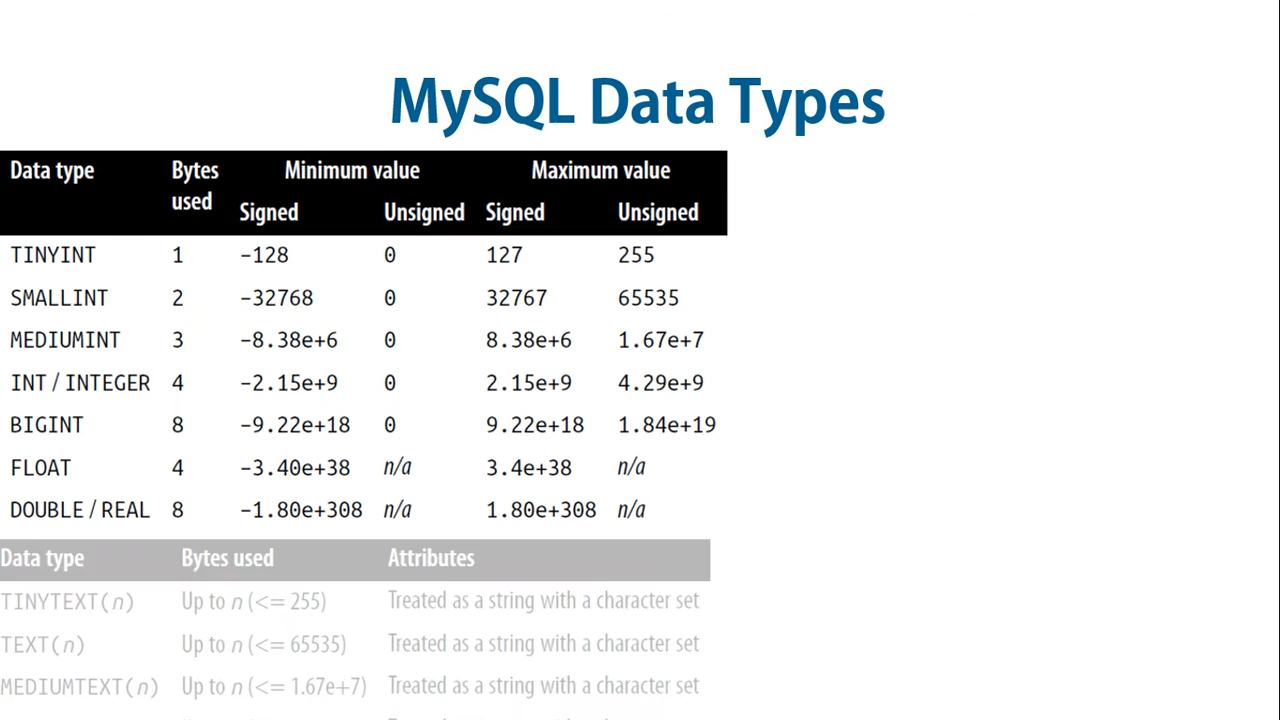 MySQL Data Types
Data type Bytes used Minimum value Maximum value
Signed Unsigned Signed Unsigned
TINYINT 1 –128 0 127 255
SMALLINT 2 –32768 0 32767 65535
MEDIUMINT 3 –8.38e+6 0 8.38e+6 1.67e+7
INT / INTEGER 4 –2.15e+9 0 2.15e+9 4.29e+9
BIGINT 8 –9.22e+18 0 9.22e+18 1.84e+19
FLOAT 4 –3.40e+38 n/a 3.4e+38 n/a
DOUBLE / REAL 8 –1.80e+308 n/a 1.80e+308 n/a
Data type Bytes used Attributes
TINYTEXT(n) Up to n (<= 255) Treated as a string with a character set
TEXT(n) Up to n (<= 65535) Treated as a string with a character set
MEDIUMTEXT(n) Up to n (<= 1.67e+7) Treated as a string with a character set